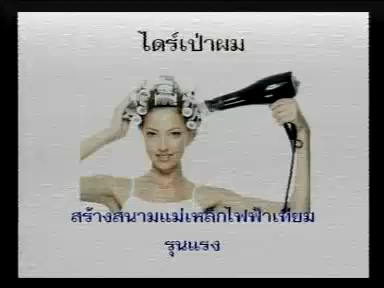 ไดร์เป่าผม
สร้างสนามแม่เหล็กไฟฟ้าเทียม
รุนแรง